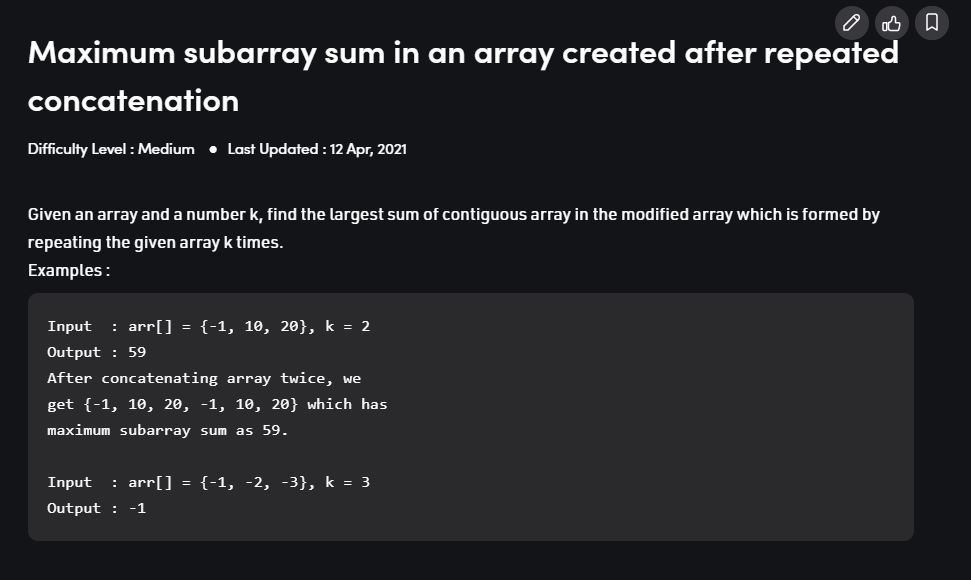 Maximum subarray sum in an array created after repeated
concatenation
Difficulty Level : Medium ● Last Updated : 12 Apr, 2021
Given an array and a number k, find the largest sum of contiguous array in the modified array which is formed by
repeating the given array k times.
Examples :
Input  : arr[] = {-1, 10, 20}, k = 2
Output : 59
After concatenating array twice, we
get {-1, 10, 20, -1, 10, 20} which has
maximum subarray sum as 59.
Input  : arr[] = {-1, -2, -3}, k = 3
Output : -1